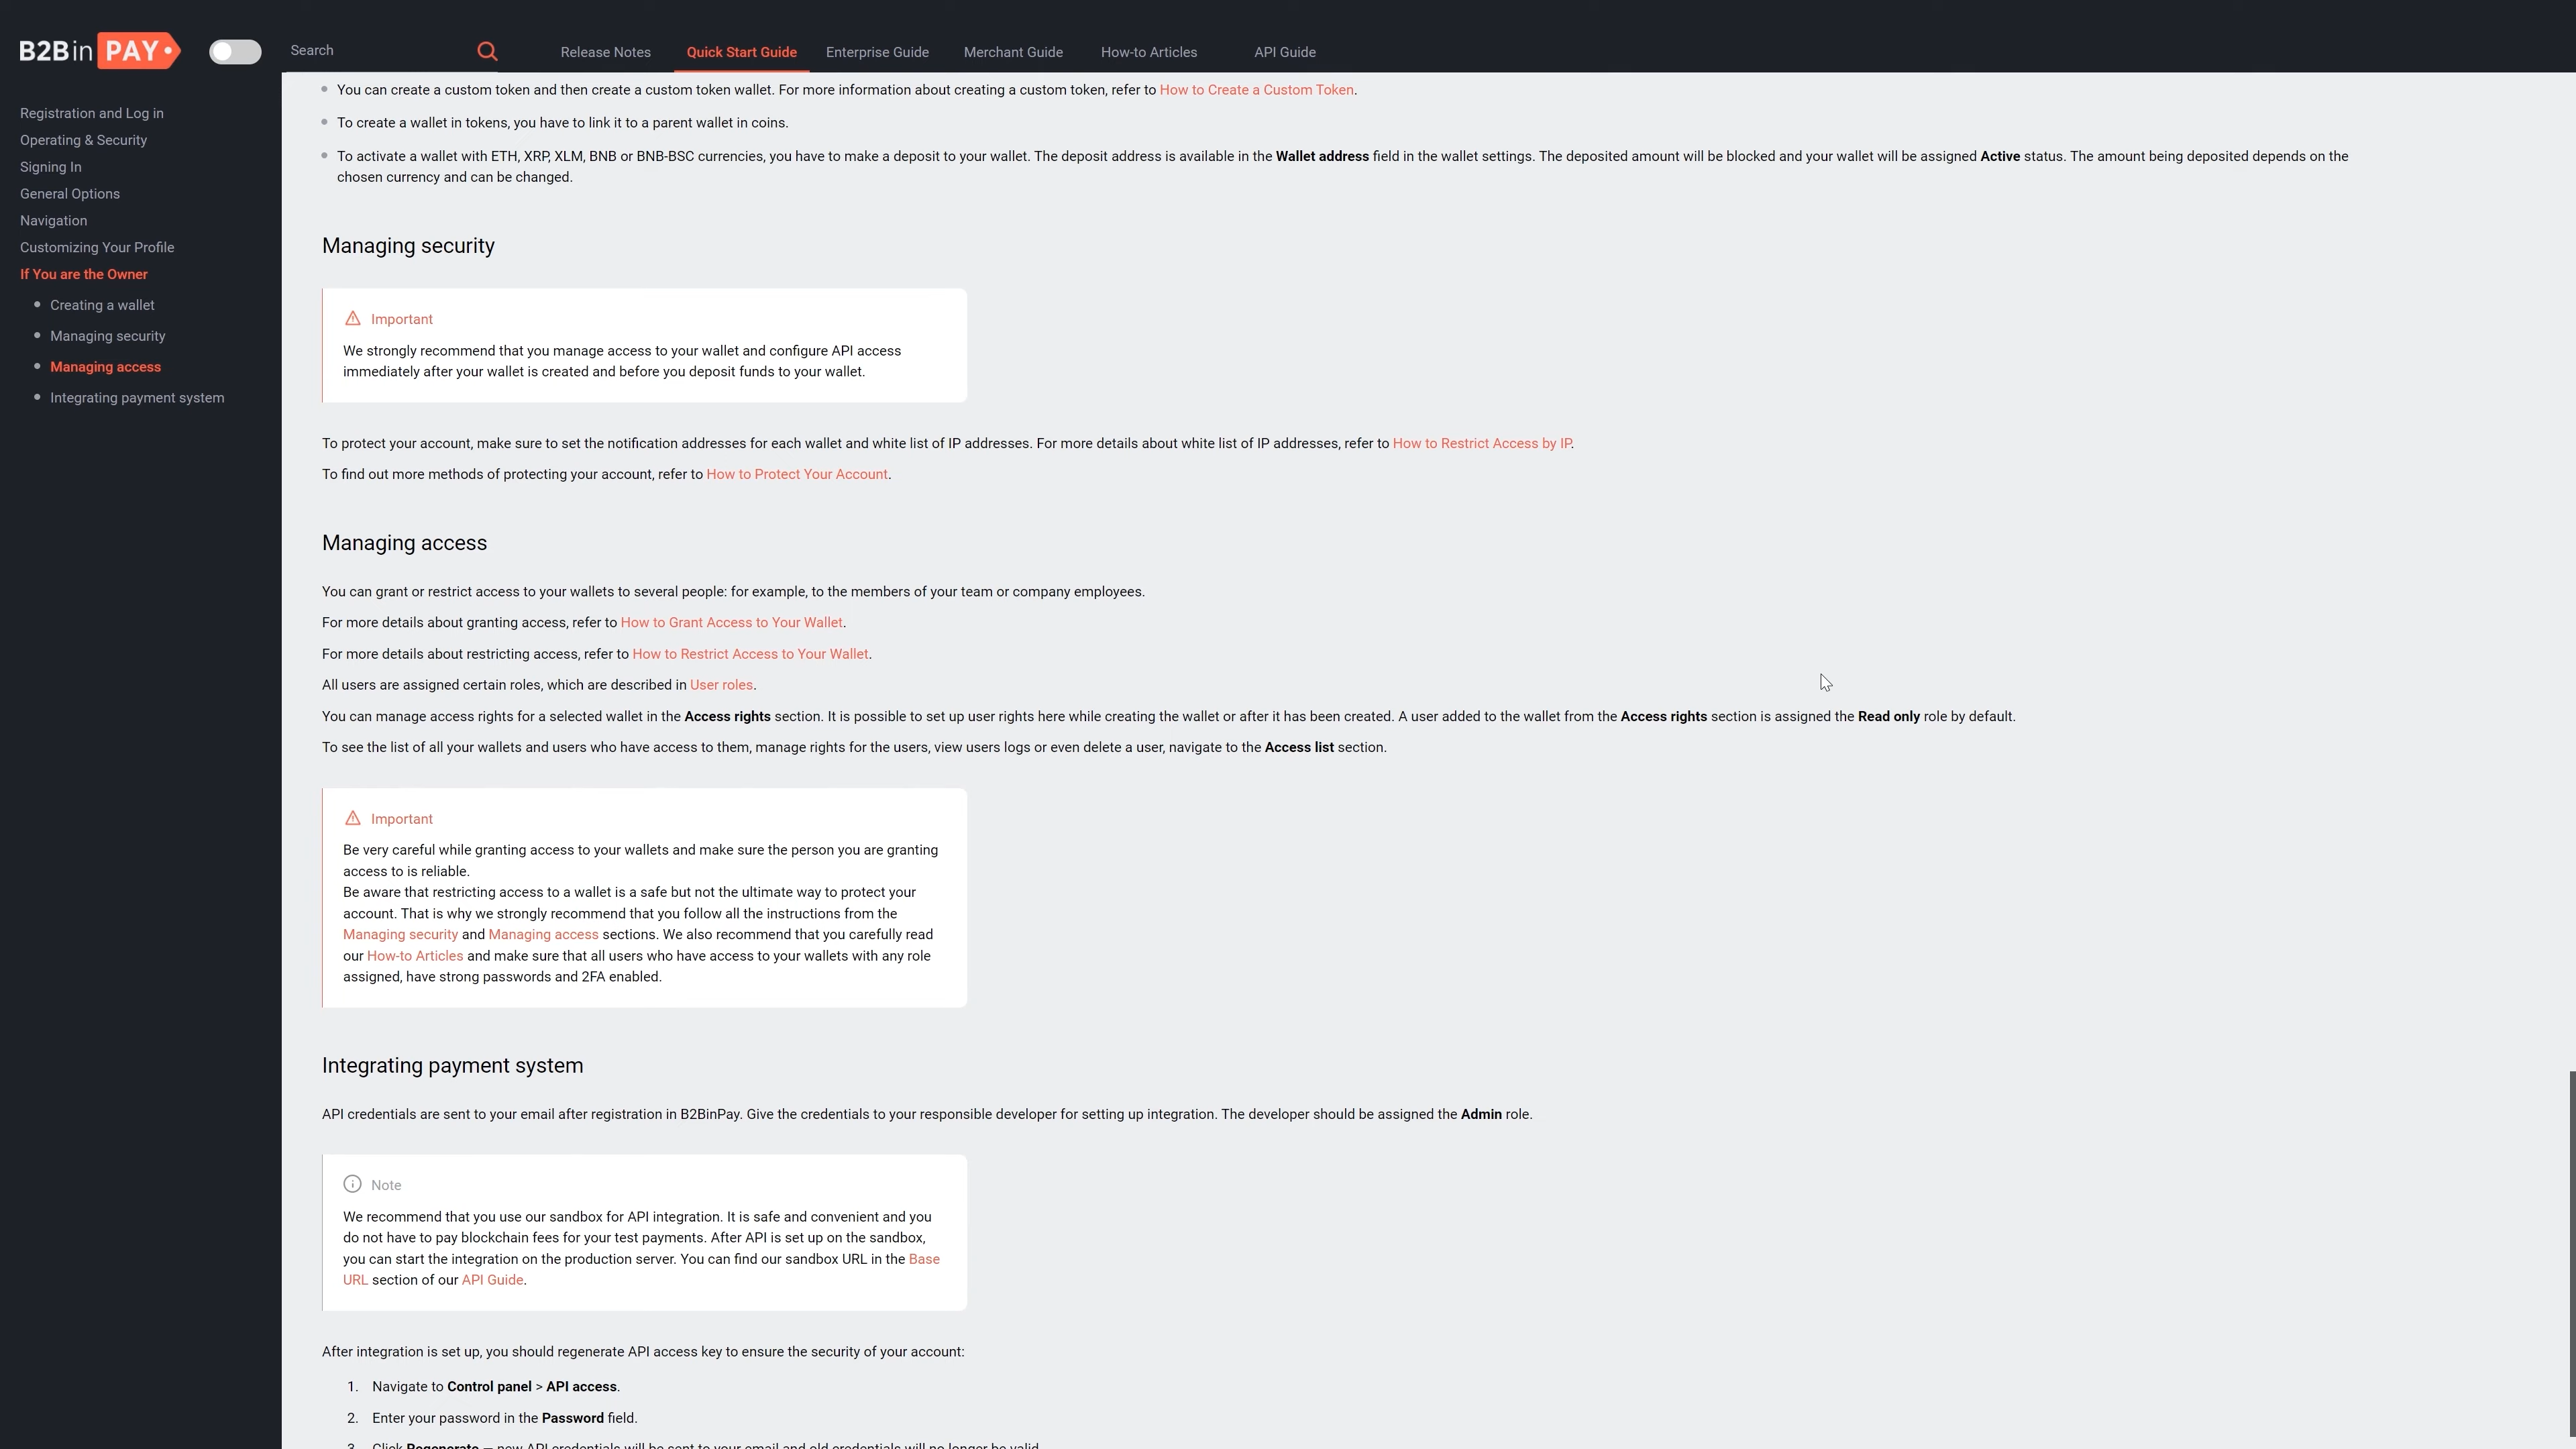 B2Bin PAY
Search
Release Notes
Quick Start Guide
Enterprise Guide
Merchant Guide
How-to Articles
API Guide
Registration and Log in
Operating & Security
Signing In
General Options
Navigation
Customizing Your Profile
If You are the Owner
Creating a wallet
Managing security
Managing access
Integrating payment system
You can create a custom token and then create a custom token wallet. For more information about creating a custom token, refer to How to Create a Custom Token.
To create a wallet in tokens, you have to link it to a parent wallet in coins.
To activate a wallet with ETH, XRP, XLM, BNB or BNB-BSC currencies, you have to make a deposit to your wallet. The deposit address is available in the Wallet address field in the wallet settings. The deposited amount will be blocked and your wallet will be assigned Active status. The amount being deposited depends on the
chosen currency and can be changed.
Managing security
Important
We strongly recommend that you manage access to your wallet and configure API access
immediately after your wallet is created and before you deposit funds to your wallet.
To protect your account, make sure to set the notification addresses for each wallet and white list of IP addresses. For more details about white list of IP addresses, refer to How to Restrict Access by IP.
To find out more methods of protecting your account, refer to How to Protect Your Account.
Managing access
You can grant or restrict access to your wallets to several people: for example, to the members of your team or company employees.
For more details about granting access, refer to How to Grant Access to Your Wallet.
For more details about restricting access, refer to How to Restrict Access to Your Wallet.
All users are assigned certain roles, which are described in User roles.
You can manage access rights for a selected wallet in the Access rights section. It is possible to set up user rights here while creating the wallet or after it has been created. A user added to the wallet from the Access rights section is assigned the Read only role by default.
To see the list of all your wallets and users who have access to them, manage rights for the users, view users logs or even delete a user, navigate to the Access list section.
Important
Be very careful while granting access to your wallets and make sure the person you are granting
access to is reliable.
Be aware that restricting access to a wallet is a safe but not the ultimate way to protect your
account. That is why we strongly recommend that you follow all the instructions from the
Managing security and Managing access sections. We also recommend that you carefully read
our How-to Articles and make sure that all users who have access to your wallets with any role
assigned, have strong passwords and 2FA enabled.
Integrating payment system
API credentials are sent to your email after registration in B2BinPay. Give the credentials to your responsible developer for setting up integration. The developer should be assigned the Admin role.
Note
We recommend that you use our sandbox for API integration. It is safe and convenient and you
do not have to pay blockchain fees for your test payments. After API is set up on the sandbox,
you can start the integration on the production server. You can find our sandbox URL in the Base
URL section of our API Guide.
After integration is set up, you should regenerate API access key to ensure the security of your account:
1. Navigate to Control panel > API access.
2. Enter your password in the Password field.
3. Click Regenerate — new API credentials will be sent to your email and old credentials will no longer be valid.